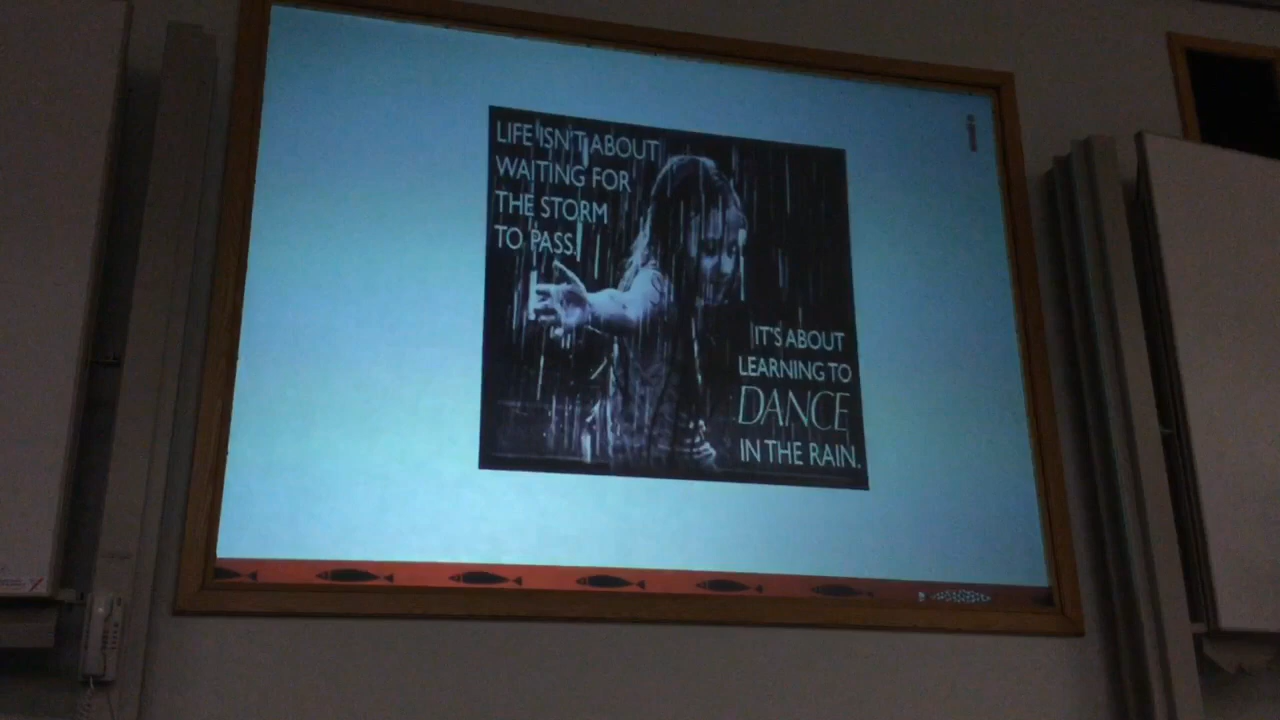 LIFE ISN'T ABOUT
WAITING FOR
THE STORM
TO PASS.
IT'S ABOUT
LEARNING TO
DANCE
IN THE RAIN.
i